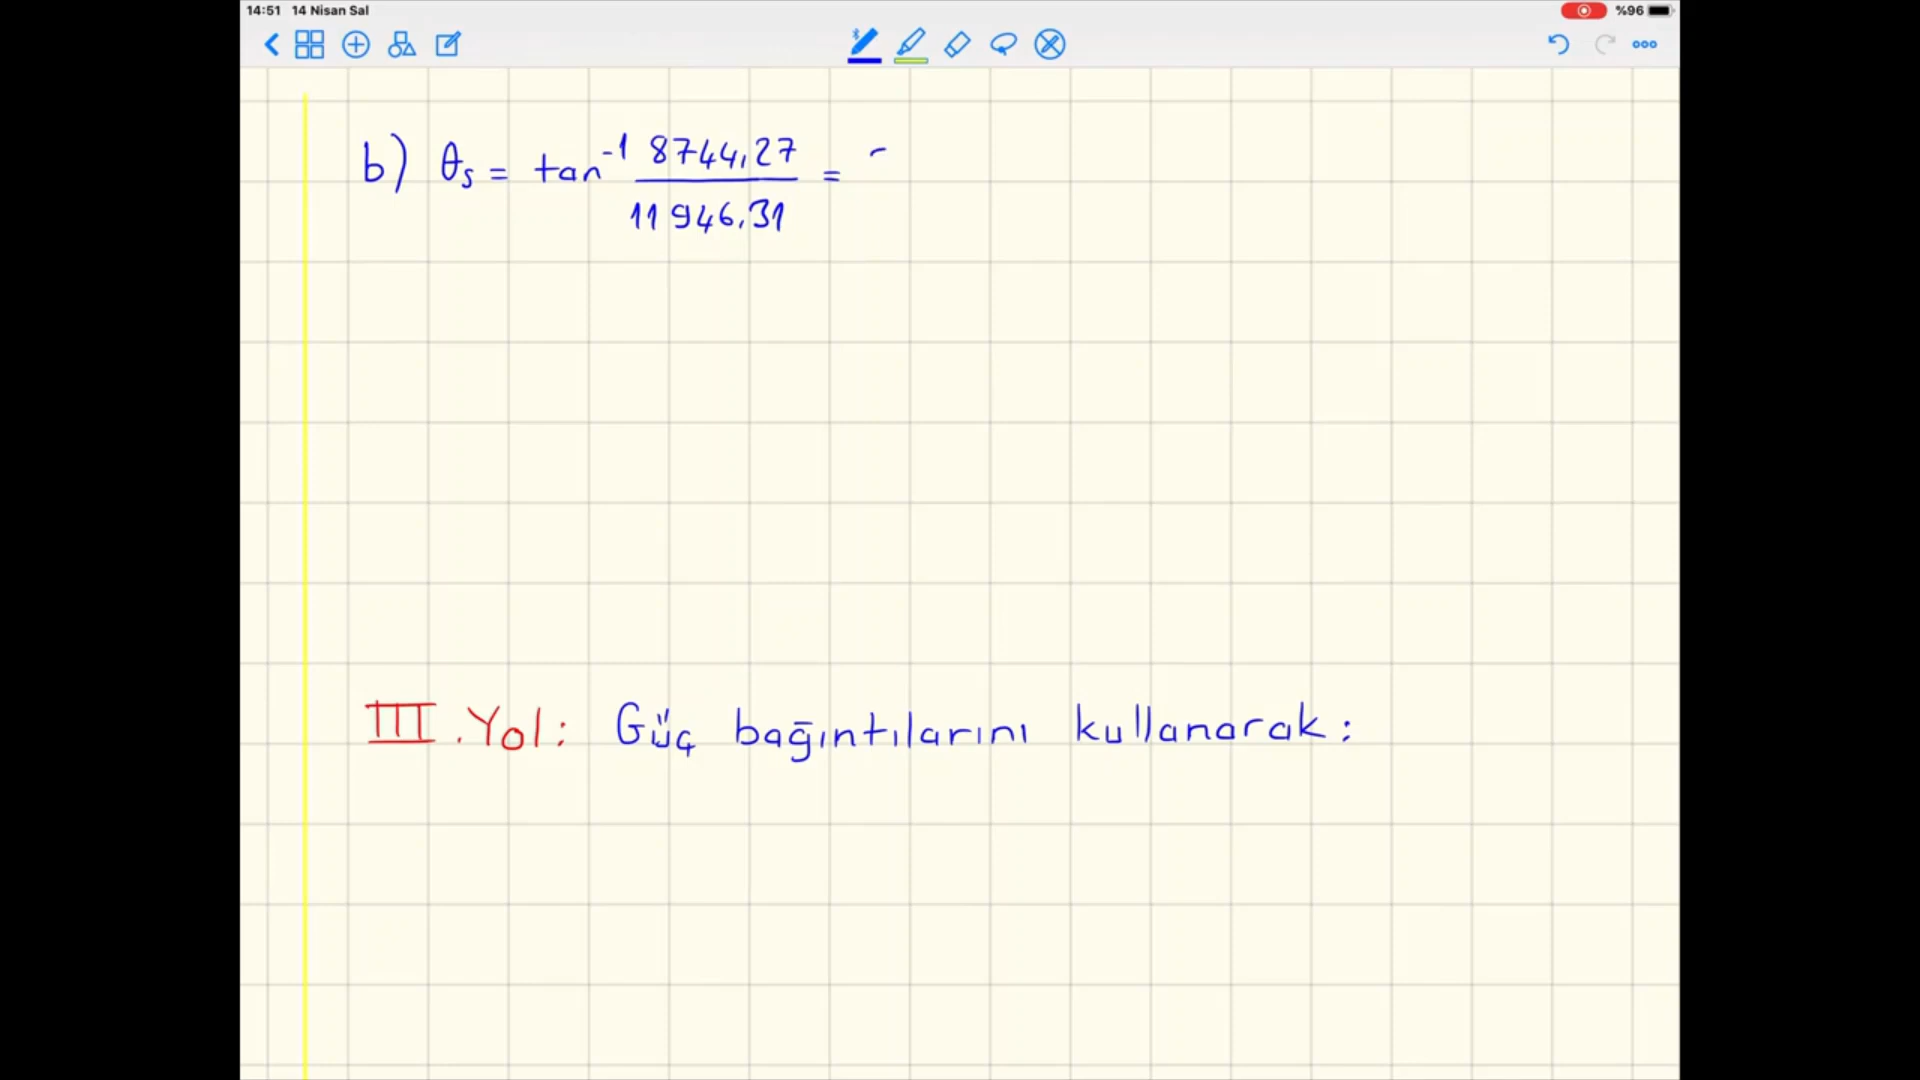 14:51 14 Nisan Sal %96
b) θs = tan⁻¹ 8744,27 / 11946,31 =
III. Yol: Güç bağıntılarını kullanarak: